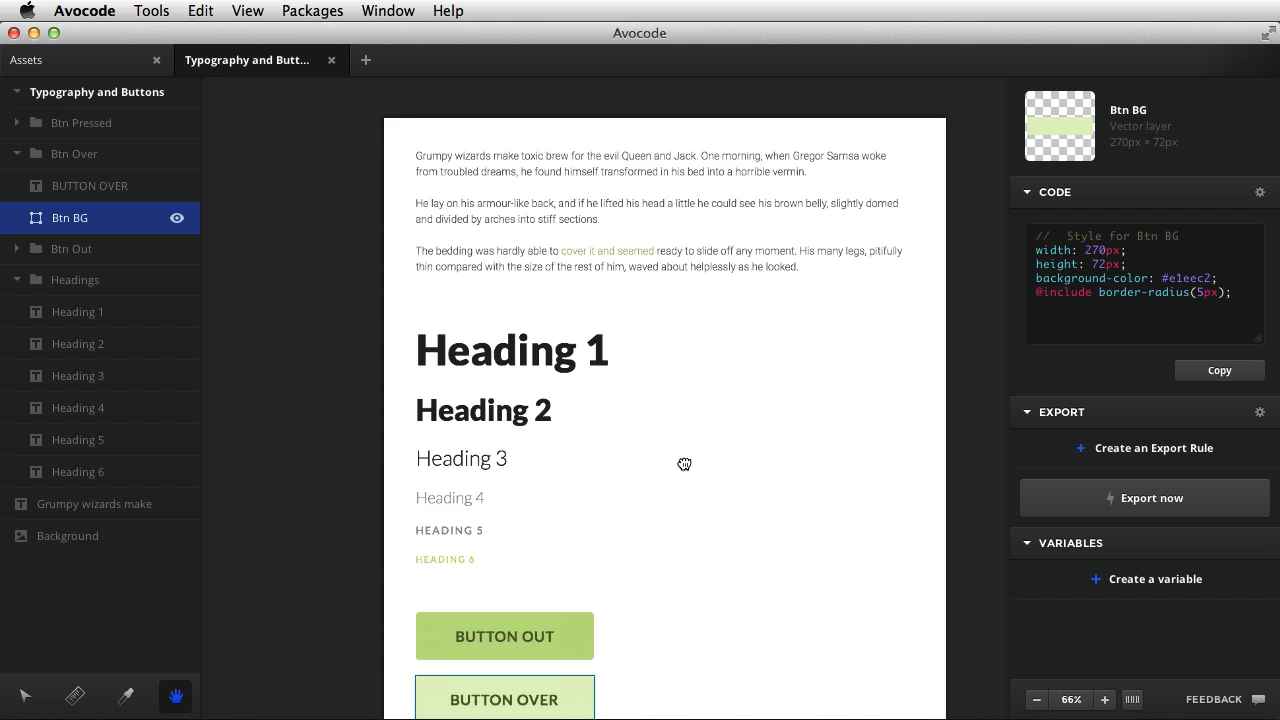 Avocode Tools Edit View Packages Window Help
Avocode
Assets
Typography and Butt...
Typography and Buttons
Btn Pressed
Btn Over
BUTTON OVER
Btn BG
Btn Out
Headings
Heading 1
Heading 2
Heading 3
Heading 4
Heading 5
Heading 6
Grumpy wizards make
Background
Grumpy wizards make toxic brew for the evil Queen and Jack. One morning, when Gregor Samsa woke
from troubled dreams, he found himself transformed in his bed into a horrible vermin.
He lay on his armour-like back, and if he lifted his head a little he could see his brown belly, slightly domed
and divided by arches into stiff sections.
The bedding was hardly able to cover it and seemed ready to slide off any moment. His many legs, pitifully
thin compared with the size of the rest of him, waved about helplessly as he looked.
Heading 1
Heading 2
Heading 3
Heading 4
HEADING 5
HEADING 6
BUTTON OUT
BUTTON OVER
Btn BG
Vector layer
270px × 72px
CODE
// Style for Btn BG
width: 270px;
height: 72px;
background-color: #e1eec2;
@include border-radius(5px);
Copy
EXPORT
+ Create an Export Rule
Export now
VARIABLES
+ Create a variable
66%
FEEDBACK